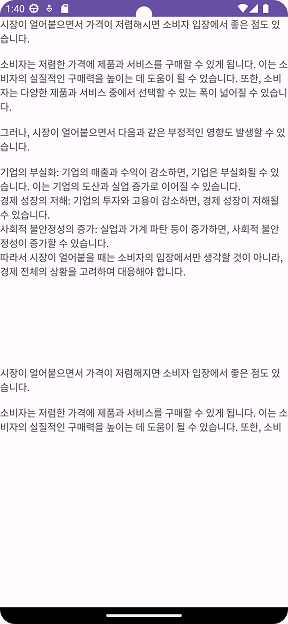 1:40
시장이 얼어붙으면서 가격이 저렴해지면 소비자 입장에서 좋은 점도 있
습니다.
소비자는 저렴한 가격에 제품과 서비스를 구매할 수 있게 됩니다. 이는 소
비자의 실질적인 구매력을 높이는 데 도움이 될 수 있습니다. 또한, 소비
자는 다양한 제품과 서비스 중에서 선택할 수 있는 폭이 넓어질 수 있습니
다.
그러나, 시장이 얼어붙으면서 다음과 같은 부정적인 영향도 발생할 수 있
습니다.
기업의 부실화: 기업의 매출과 수익이 감소하면, 기업은 부실화될 수 있
습니다. 이는 기업의 도산과 실업 증가로 이어질 수 있습니다.
경제 성장의 저해: 기업의 투자와 고용이 감소하면, 경제 성장이 저해될
수 있습니다.
사회적 불안정성의 증가: 실업과 가계 파탄 등이 증가하면, 사회적 불안
정성이 증가할 수 있습니다.
따라서 시장이 얼어붙을 때는 소비자의 입장에서만 생각할 것이 아니라,
경제 전체의 상황을 고려하여 대응해야 합니다.
시장이 얼어붙으면서 가격이 저렴해지면 소비자 입장에서 좋은 점도 있
습니다.
소비자는 저렴한 가격에 제품과 서비스를 구매할 수 있게 됩니다. 이는 소
비자의 실질적인 구매력을 높이는 데 도움이 될 수 있습니다. 또한, 소비